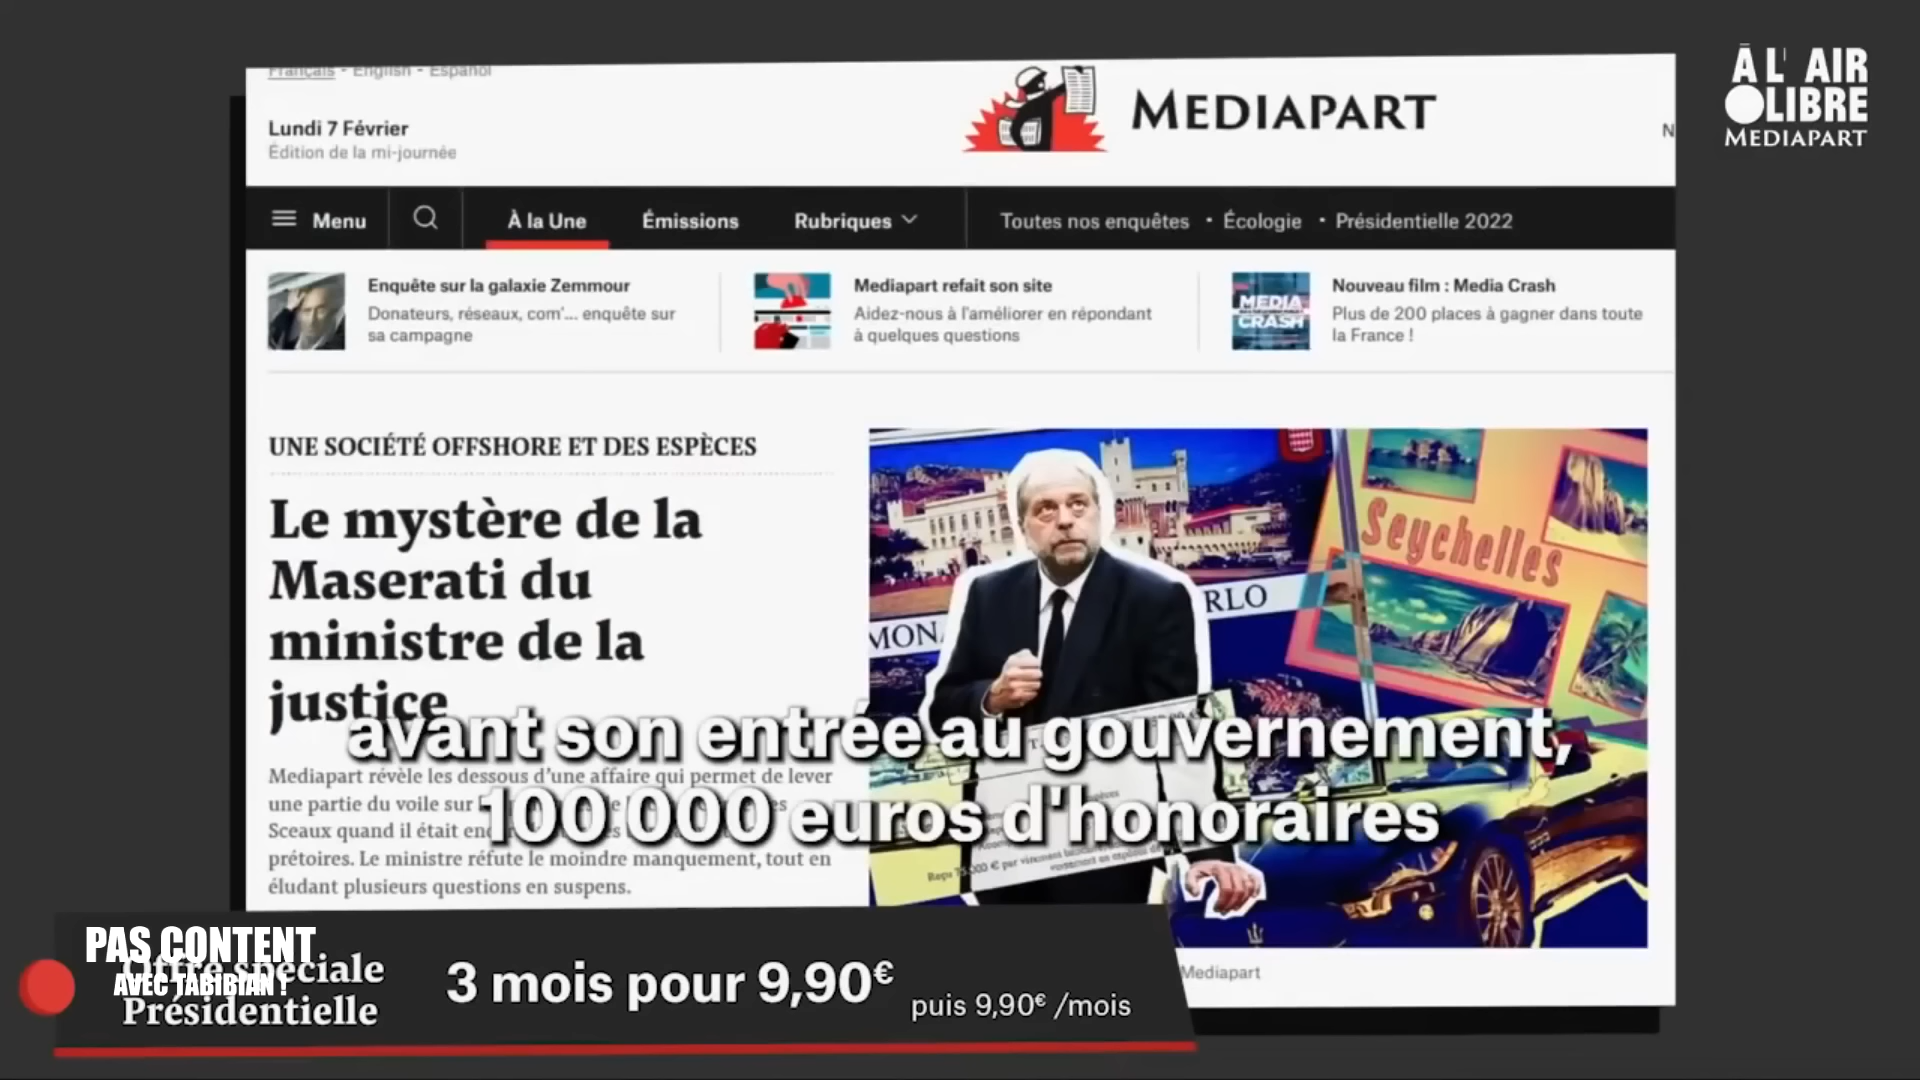 Français - English - Español
Lundi 7 Février
Édition de la mi-journée
MEDIAPART
À L' AIR
LIBRE
MEDIAPART
N
Menu
À la Une
Émissions
Rubriques
Toutes nos enquêtes • Écologie • Présidentielle 2022
Enquête sur la galaxie Zemmour
Donateurs, réseaux, com'... enquête sur
sa campagne
Mediapart refait son site
Aidez-nous à l'améliorer en répondant
à quelques questions
MEDIA
CRASH
Nouveau film : Media Crash
Plus de 200 places à gagner dans toute
la France !
UNE SOCIÉTÉ OFFSHORE ET DES ESPÈCES
Le mystère de la
Maserati du
ministre de la
justice
Mediapart révèle les dessous d'une affaire qui permet de lever
une partie du voile sur
Sceaux quand il était
prétoires. Le ministre réfute le moindre manquement, tout en
éludant plusieurs questions en suspens.
Seychelles
MON
RLO
avant son entrée au gouvernement,
100 000 euros d'honoraires
Mediapart
PAS CONTENT
AVEC TABIBIAN !
Offre spéciale
Présidentielle
3 mois pour 9,90€
puis 9,90€ /mois